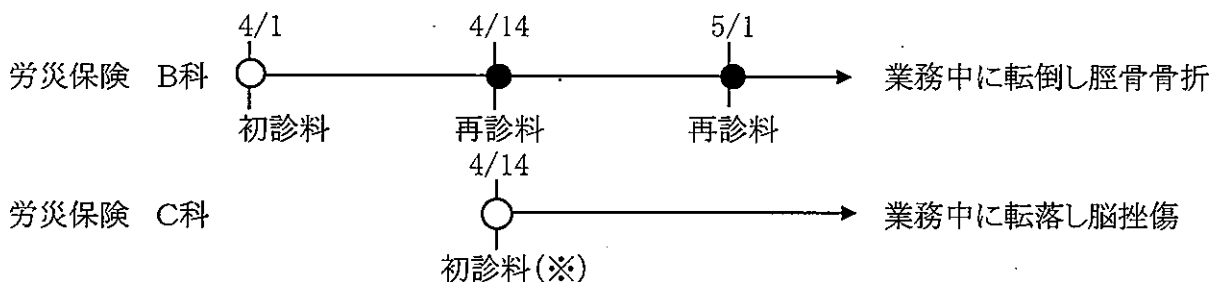 4/1 4/14 5/1
労災保険 B科 業務中に転倒し脛骨骨折
初診料 再診料 再診料
4/14
労災保険 C科 業務中に転落し脳挫傷
初診料(※)